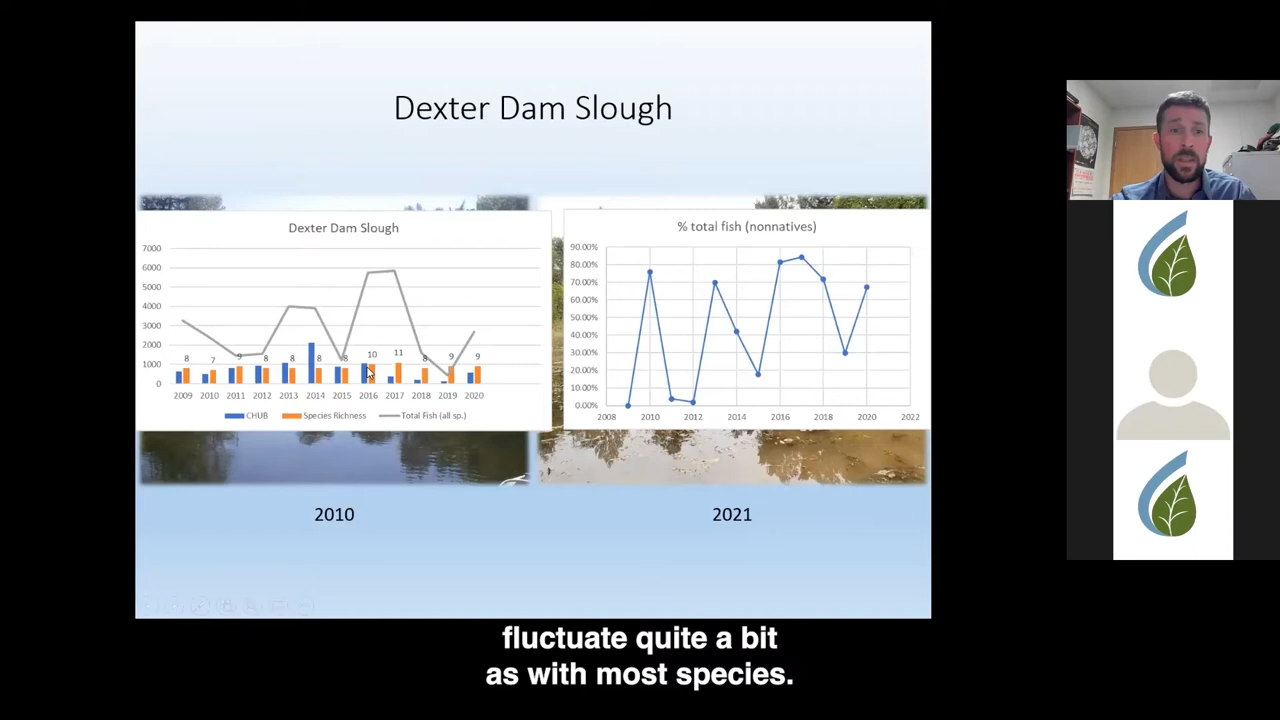 Dexter Dam Slough
Dexter Dam Slough
7000
6000
5000
4000
3000
2000
1000
0
8 7 9 8 8 8 8 10 11 8 9 9
2009 2010 2011 2012 2013 2014 2015 2016 2017 2018 2019 2020
CHUB Species Richness Total Fish (all sp.)
% total fish (nonnatives)
90.00%
80.00%
70.00%
60.00%
50.00%
40.00%
30.00%
20.00%
10.00%
0.00%
2008 2010 2012 2014 2016 2018 2020 2022
2010
2021
fluctuate quite a bit
as with most species.